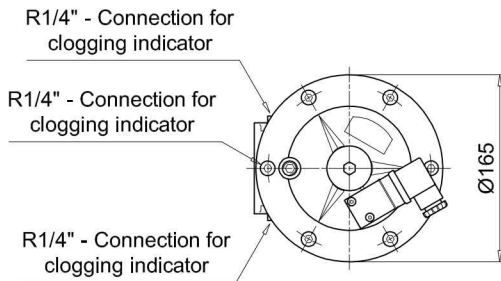 R1/4" - Connection for
clogging indicator
R1/4" - Connection for
clogging indicator
Ø165
R1/4" - Connection for
clogging indicator